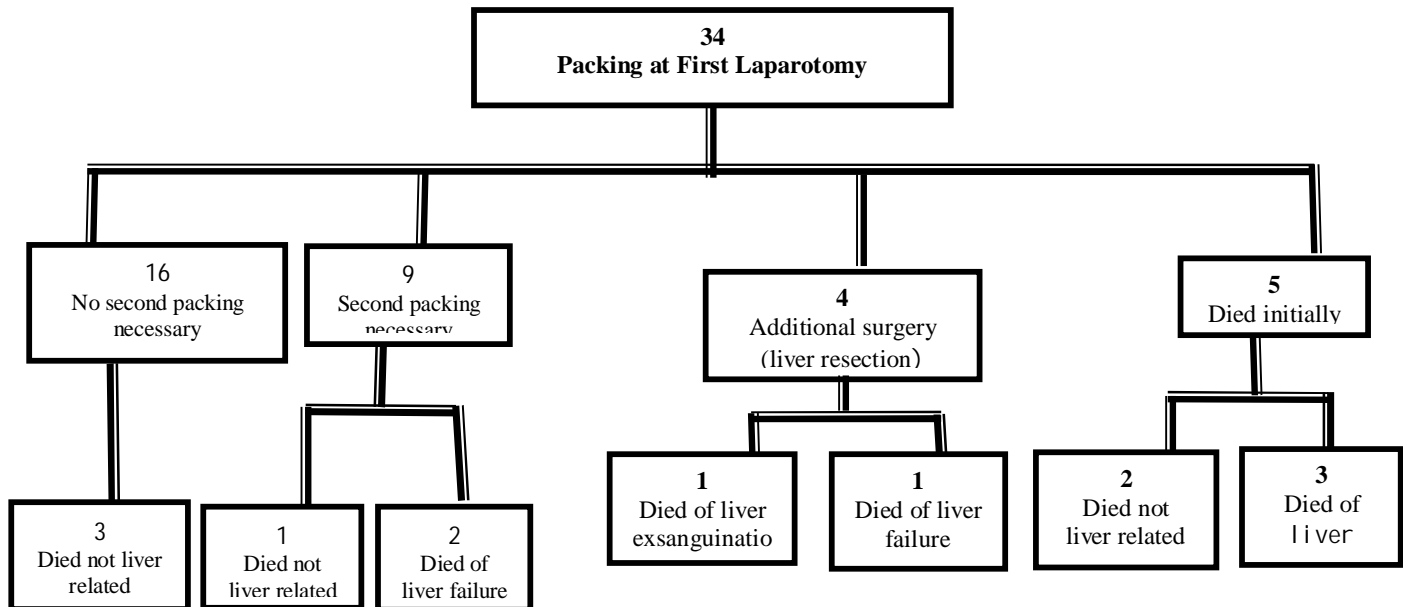 34
Packing at First Laparotomy
16
No second packing
necessary
9
Second packing
necessary
4
Additional surgery
(liver resection)
5
Died initially
3
Died not liver
related
1
Died not
liver related
2
Died of
liver failure
1
Died of liver
exsanguinatio
1
Died of liver
failure
2
Died not
liver related
3
Died of
liver